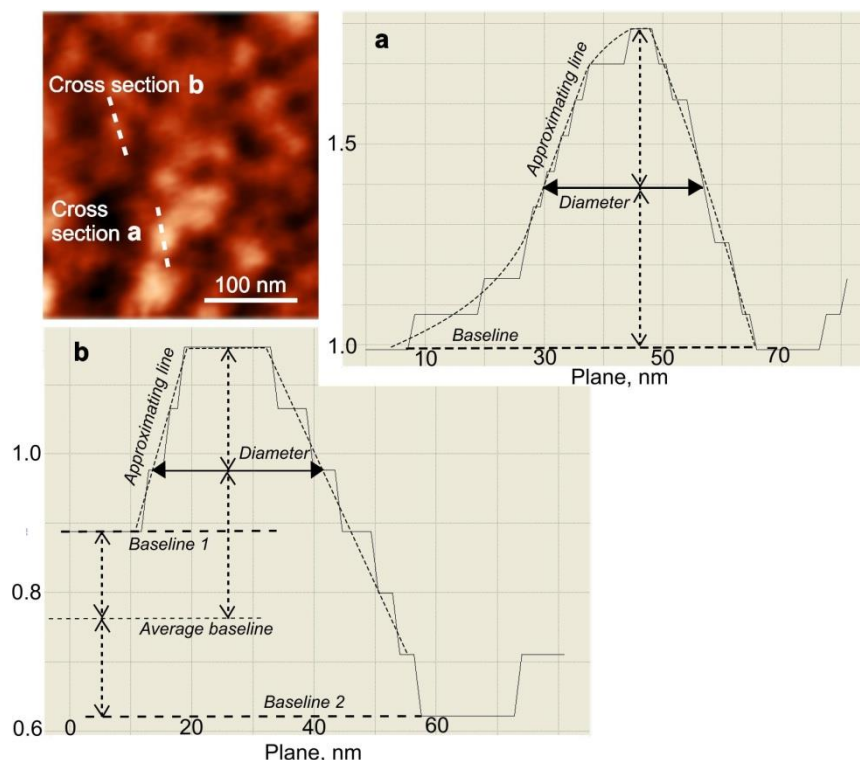 Cross section b
Cross
section a
100 nm
a
Approximating line
1.5
Diameter
Baseline
1.0
10
30
50
70
Plane, nm
b
Approximating line
1.0
Diameter
Baseline 1
0.8
Average baseline
Baseline 2
0.6
0
20
40
60
Plane, nm